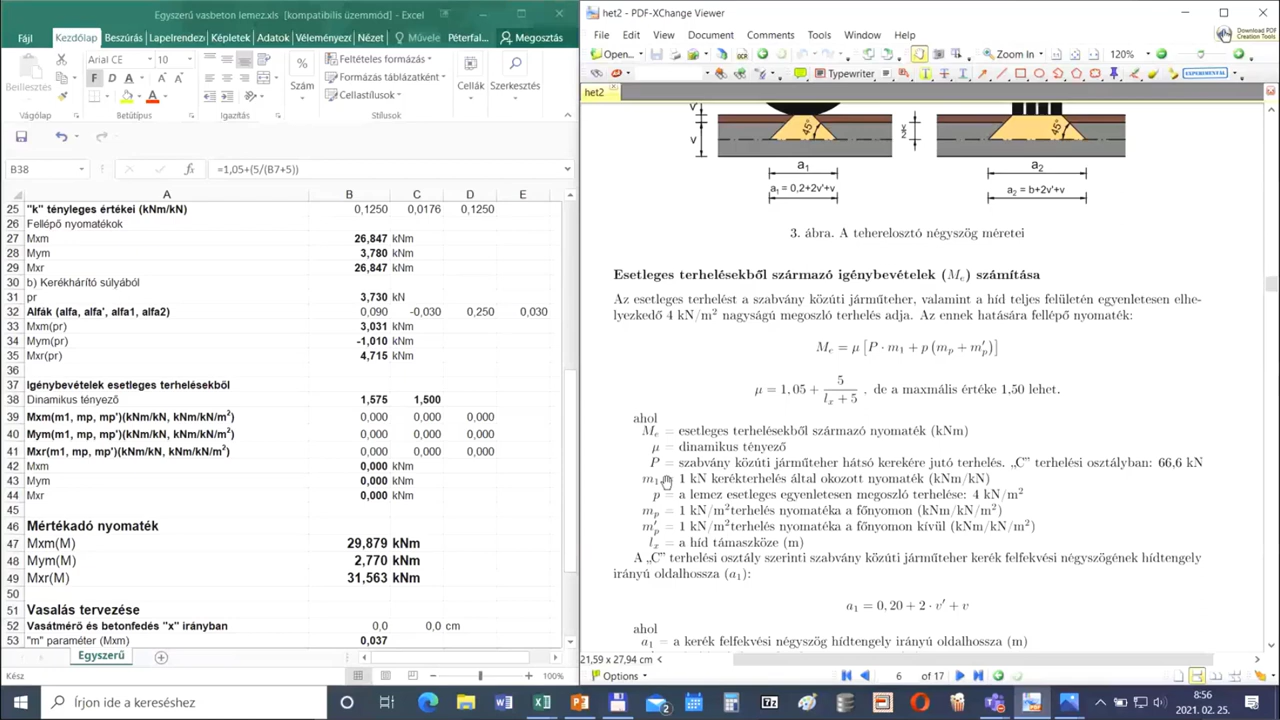 Egyszerű vasbeton lemez.xls [kompatibilis üzemmód] - Excel
Fájl Kezdőlap Beszúrás Lapelrendez Képletek Adatok Véleményez Nézet Művele Péterfal... Megosztás
Beillesztés
Arial CE 10
F D A
Szám
Feltételes formázás
Formázás táblázatként
Cellastílusok
Cellák
Szerkesztés
Vágólap Betűtípus Igazítás Stílusok
B38 fx =1,05+(5/(B7+5))
A B C D E
25 "k" tényleges értékei (kNm/kN) 0,1250 0,0176 0,1250
26 Fellépő nyomatékok
27 Mxm 26,847 kNm
28 Mym 3,780 kNm
29 Mxr 26,847 kNm
30 b) Kerékhárító súlyából
31 pr 3,730 kN
32 Alfák (alfa, alfa', alfa1, alfa2) 0,090 -0,030 0,250 0,030
33 Mxm(pr) 3,031 kNm
34 Mym(pr) -1,010 kNm
35 Mxr(pr) 4,715 kNm
36
37 Igénybevételek esetleges terhelésekből
38 Dinamikus tényező 1,575 1,500
39 Mxm(m1, mp, mp')(kNm/kN, kNm/kN/m²) 0,000 0,000 0,000
40 Mym(m1, mp, mp')(kNm/kN, kNm/kN/m²) 0,000 0,000 0,000
41 Mxr(m1, mp, mp')(kNm/kN, kNm/kN/m²) 0,000 0,000 0,000
42 Mxm 0,000 kNm
43 Mym 0,000 kNm
44 Mxr 0,000 kNm
45
46 Mértékadó nyomaték
47 Mxm(M) 29,879 kNm
48 Mym(M) 2,770 kNm
49 Mxr(M) 31,563 kNm
50
51 Vasalás tervezése
52 Vasátmérő és betonfedés "x" irányban 0,0 0,0 cm
53 "m" paraméter (Mxm) 0,037
Egyszerű
Kész 100%
het2 - PDF-XChange Viewer
Download PDF Creation Tools
File Edit View Document Comments Tools Window Help
Open... Zoom In 120%
Typewriter EXPERIMENTAL
het2
v' v 45° v/2 45°
a₁ a₂
a₁ = 0,2+2v'+v a₂ = b+2v'+v
3. ábra. A teherelosztó négyszög méretei
Esetleges terhelésekből származó igénybevételek (Mₑ) számítása
Az esetleges terhelést a szabvány közúti járműteher, valamint a híd teljes felületén egyenletesen elhe-
lyezkedő 4 kN/m² nagyságú megoszló terhelés adja. Az ennek hatására fellépő nyomaték:
Mₑ = μ [P · m₁ + p (mₚ + m′ₚ)]
μ = 1,05 + 5/(lₓ + 5) . de a maxmális értéke 1,50 lehet.
ahol
Mₑ = esetleges terhelésekből származó nyomaték (kNm)
μ = dinamikus tényező
P = szabvány közúti járműteher hátsó kerekére jutó terhelés. „C" terhelési osztályban: 66,6 kN
m₁ = 1 kN kerékterhelés által okozott nyomaték (kNm/kN)
p = a lemez esetleges egyenletesen megoszló terhelése: 4 kN/m²
mₚ = 1 kN/m²terhelés nyomatéka a főnyomon (kNm/kN/m²)
m′ₚ = 1 kN/m²terhelés nyomatéka a főnyomon kívül (kNm/kN/m²)
lₓ = a híd támaszköze (m)
A „C" terhelési osztály szerinti szabvány közúti járműteher kerék felfekvési négyszögének hídtengely
irányú oldalhossza (a₁):
a₁ = 0,20 + 2 · v′ + v
ahol
a₁ = a kerék felfekvési négyszög hídtengely irányú oldalhossza (m)
21,59 x 27,94 cm
Options 6 of 17
Írjon ide a kereséshez
8:56
2021. 02. 25.